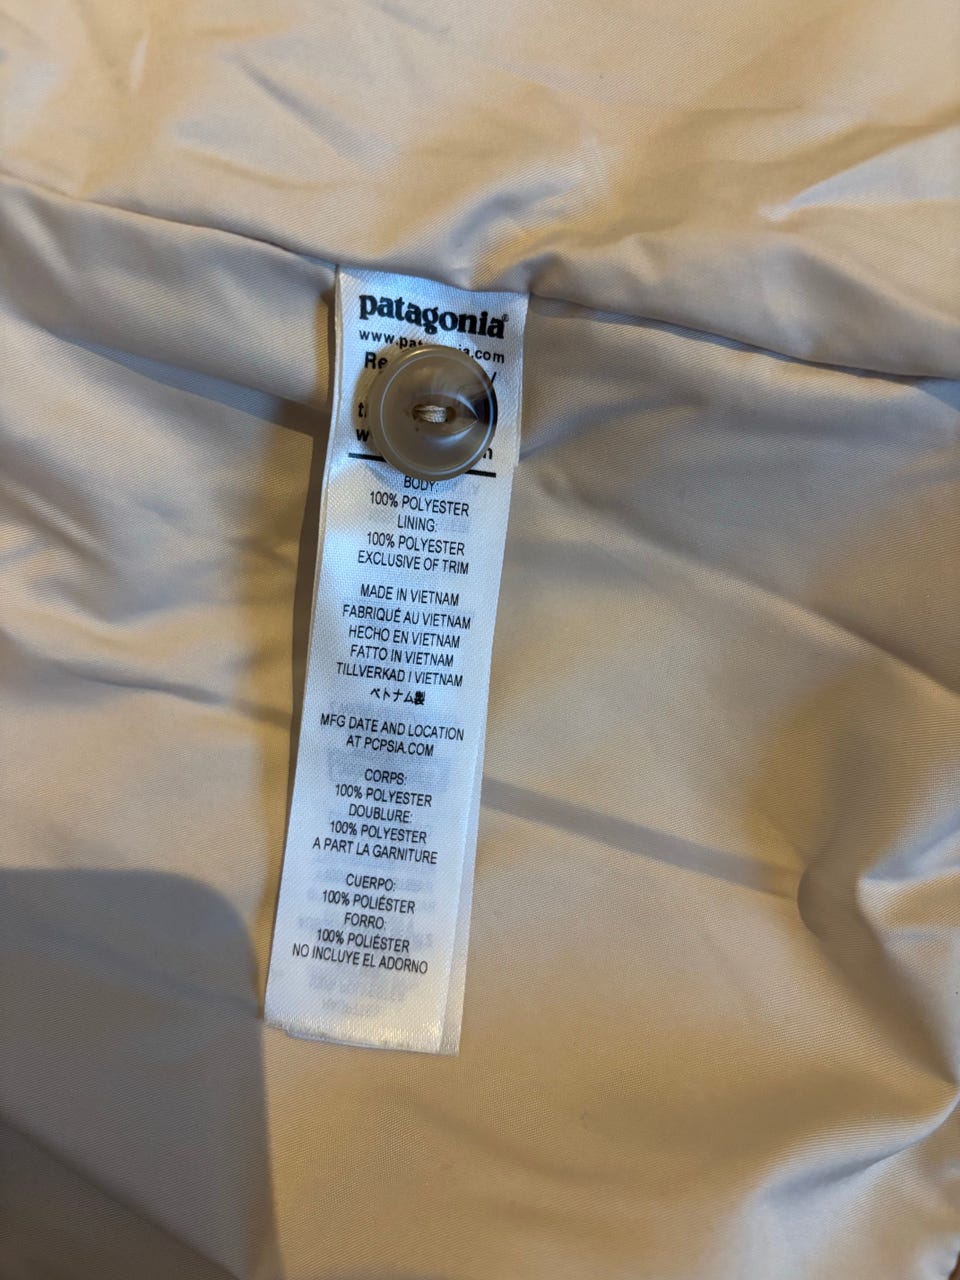 patagonia®
BODY:
100% POLYESTER
LINING:
100% POLYESTER
EXCLUSIVE OF TRIM
MADE IN VIETNAM
FABRIQUÉ AU VIETNAM
HECHO EN VIETNAM
FATTO IN VIETNAM
TILLVERKAD I VIETNAM
ベトナム製
MFG DATE AND LOCATION
AT PCPSIA.COM
CORPS:
100% POLYESTER
DOUBLURE:
100% POLYESTER
A PART LA GARNITURE
CUERPO:
100% POLIÉSTER
FORRO:
100% POLIÉSTER
NO INCLUYE EL ADORNO